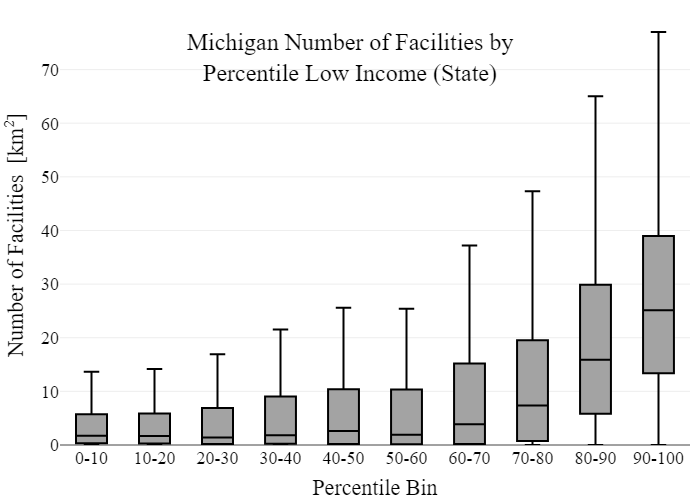 Michigan Number of Facilities by
Percentile Low Income (State)
Number of Facilities [km²]
70
60
50
40
30
20
10
0
0-10 10-20 20-30 30-40 40-50 50-60 60-70 70-80 80-90 90-100
Percentile Bin